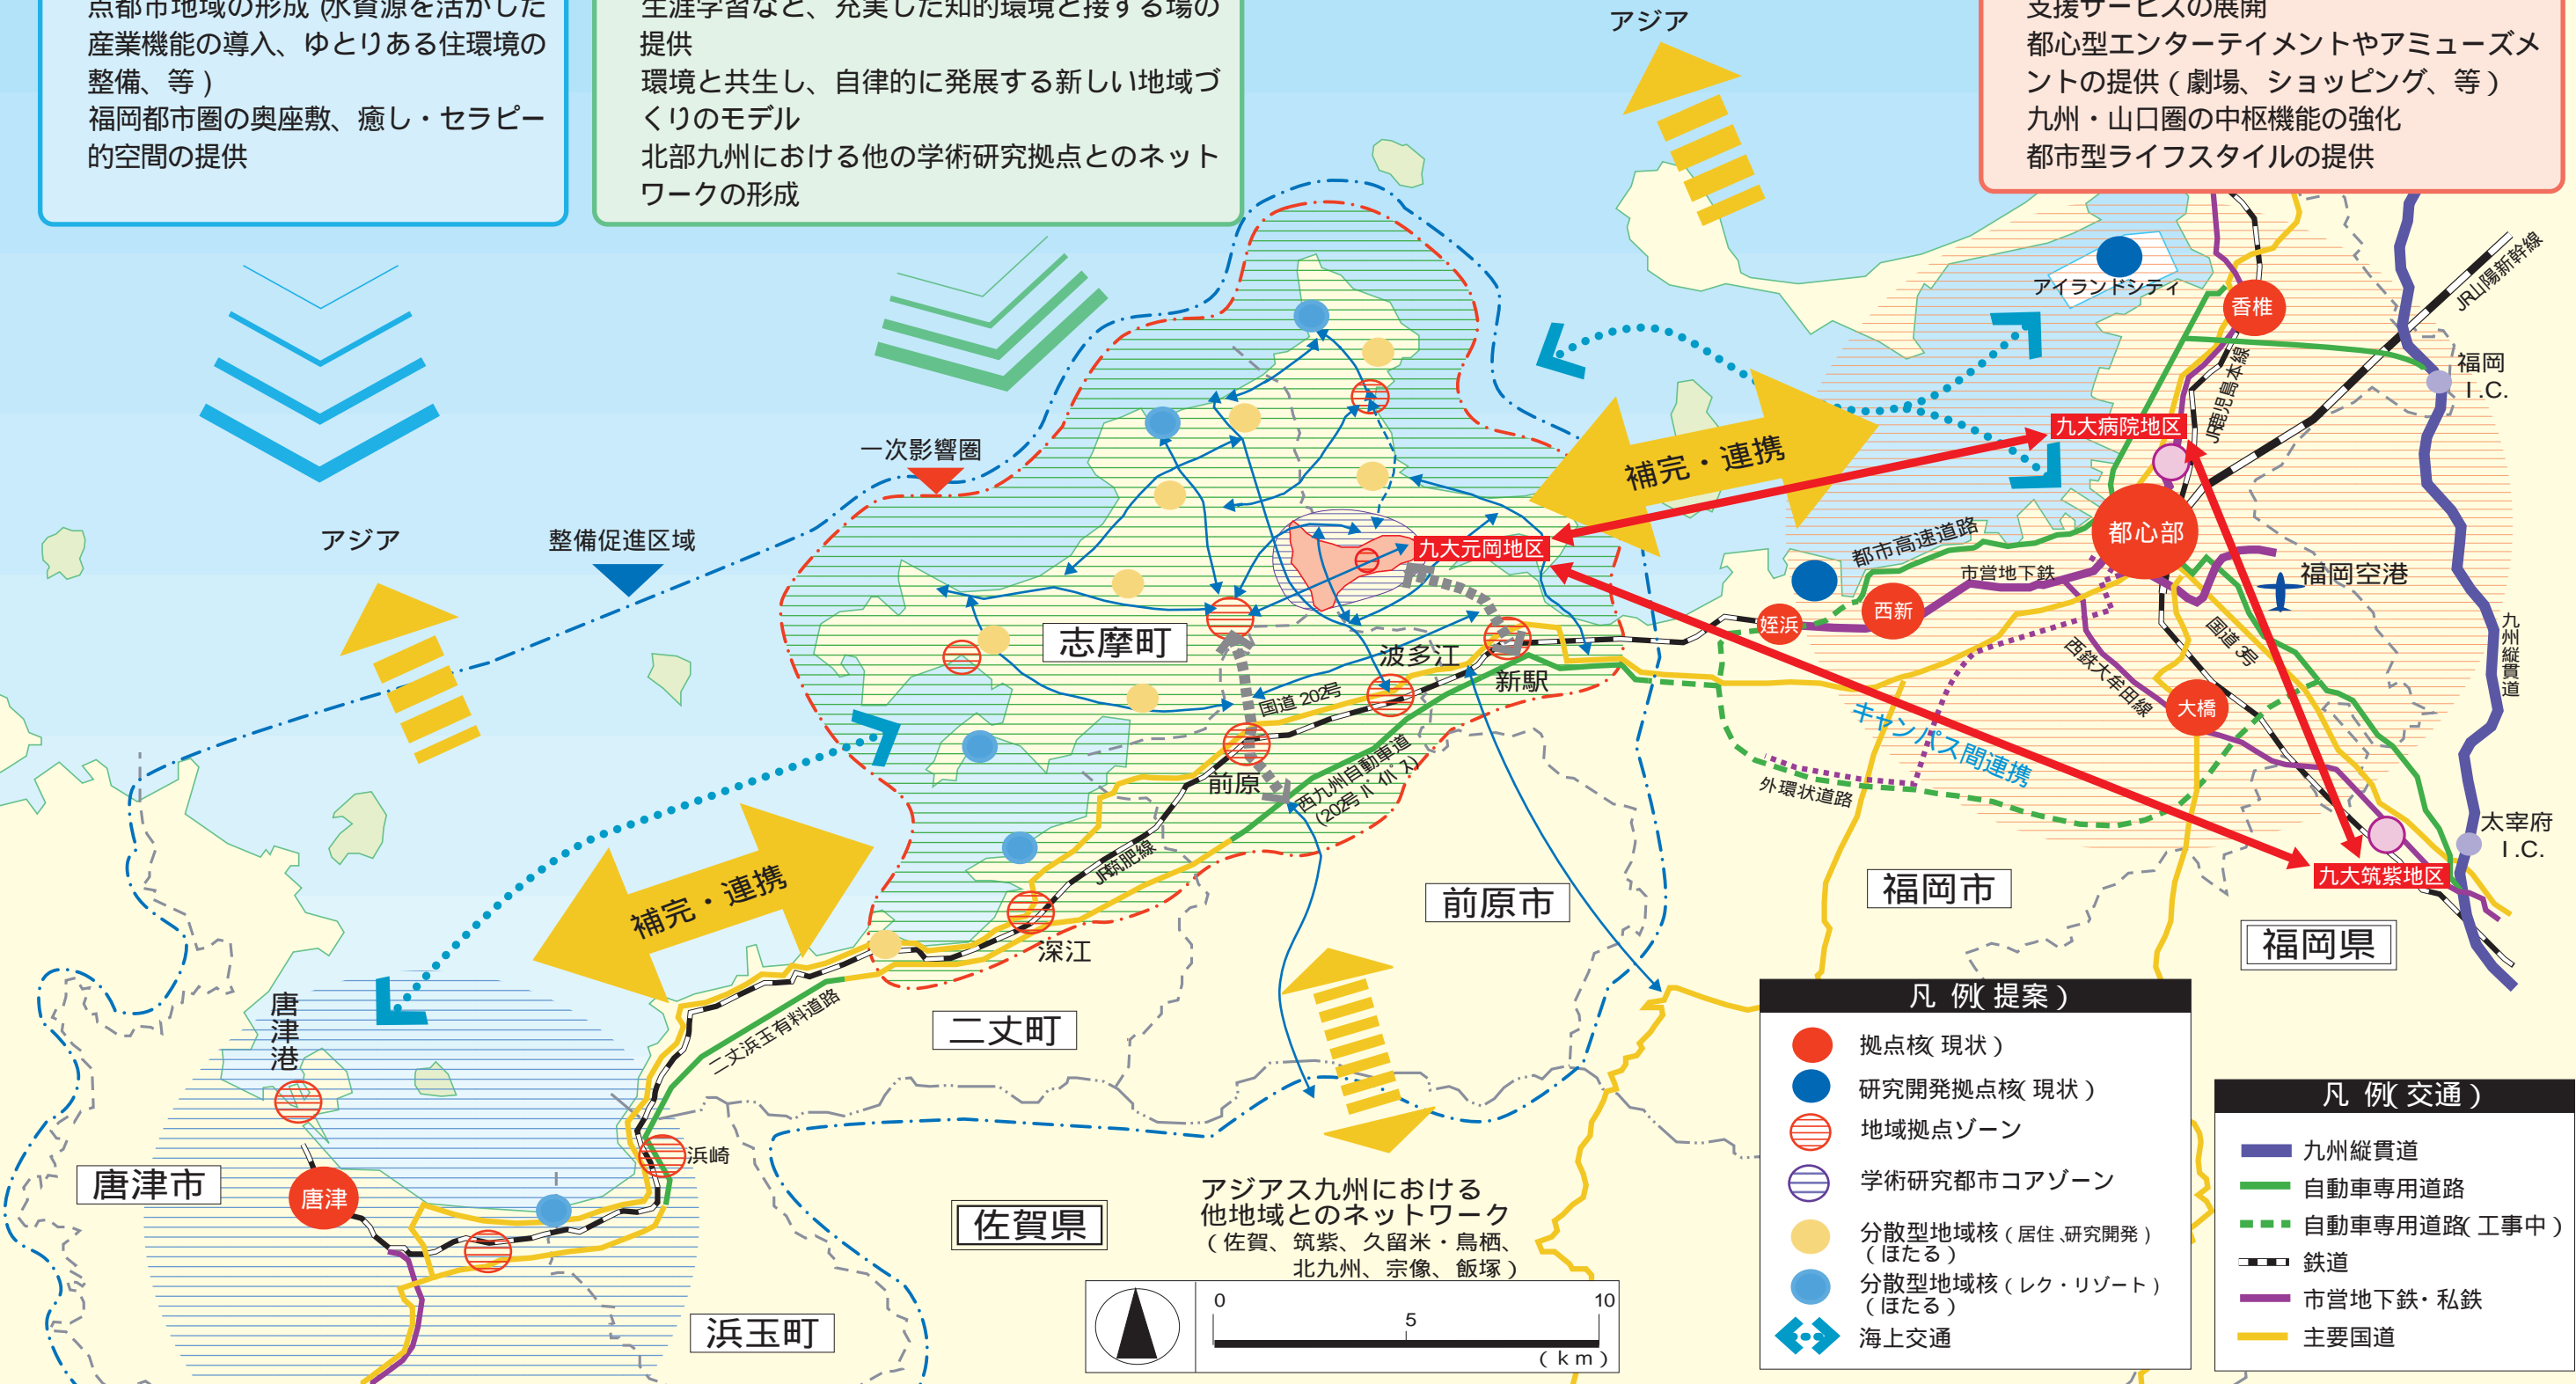 点都市地域の形成（水資源を活かした
産業機能の導入、ゆとりある住環境の
整備、等）
福岡都市圏の奥座敷、癒し・セラピー
的空間の提供
生涯学習など、充実した知的環境と接する場の
提供
環境と共生し、自律的に発展する新しい地域づ
くりのモデル
北部九州における他の学術研究拠点とのネット
ワークの形成
支援サービスの展開
都心型エンターテイメントやアミューズメ
ントの提供（劇場、ショッピング、等）
九州・山口圏の中枢機能の強化
都市型ライフスタイルの提供
アジア
アイランドシティ
香椎
JR山陽新幹線
JR鹿児島本線
福岡
I.C.
九大病院地区
一次影響圏
補完・連携
アジア
整備促進区域
九大元岡地区
都心部
都市高速道路
市営地下鉄
福岡空港
西新
姪浜
九州縦貫道
志摩町
波多江
新駅
国道3号
西鉄大牟田線
大橋
国道202号
前原
西九州自動車道
（202号バイパス）
キャンパス間連携
外環状道路
太宰府
I.C.
九大筑紫地区
JR筑肥線
補完・連携
前原市
福岡市
福岡県
深江
二丈町
二丈浜玉有料道路
唐津港
浜崎
唐津市
唐津
佐賀県
浜玉町
アジアス九州における
他地域とのネットワーク
（佐賀、筑紫、久留米・鳥栖、
北九州、宗像、飯塚）
0
5
10
（km）
凡 例（提案）
拠点核（現状）
研究開発拠点核（現状）
地域拠点ゾーン
学術研究都市コアゾーン
分散型地域核（居住、研究開発）
（ほたる）
分散型地域核（レク・リゾート）
（ほたる）
海上交通
凡 例（交通）
九州縦貫道
自動車専用道路
自動車専用道路（工事中）
鉄道
市営地下鉄・私鉄
主要国道